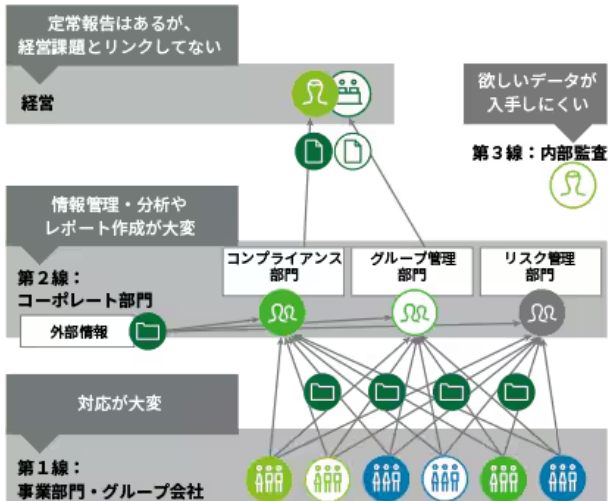 定常報告はあるが、
経営課題とリンクしてない
経営
欲しいデータが
入手しにくい
第3線：内部監査
情報管理・分析や
レポート作成が大変
第2線：
コーポレート部門
コンプライアンス
部門
グループ管理
部門
リスク管理
部門
外部情報
対応が大変
第1線：
事業部門・グループ会社